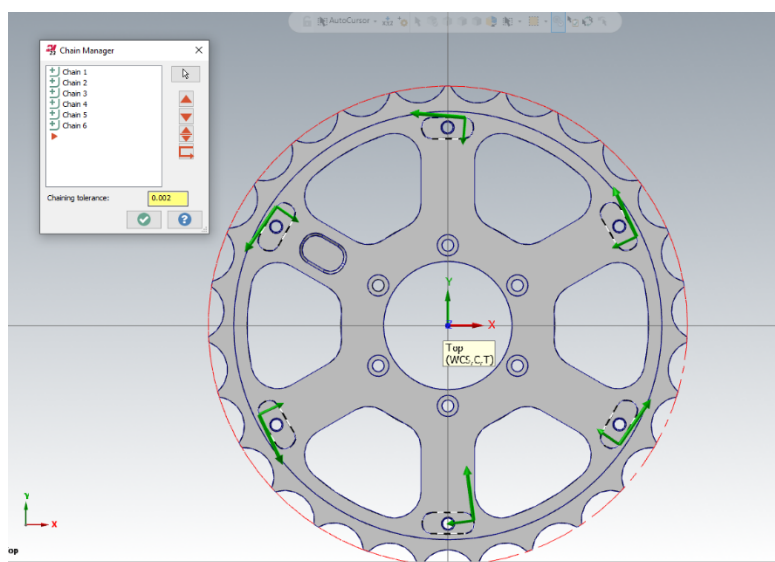 AutoCursor
Chain Manager
Chain 1
Chain 2
Chain 3
Chain 4
Chain 5
Chain 6
Chaining tolerance:
0.002
?
Y
X
Top
(WCS,C,T)
Y
X
op